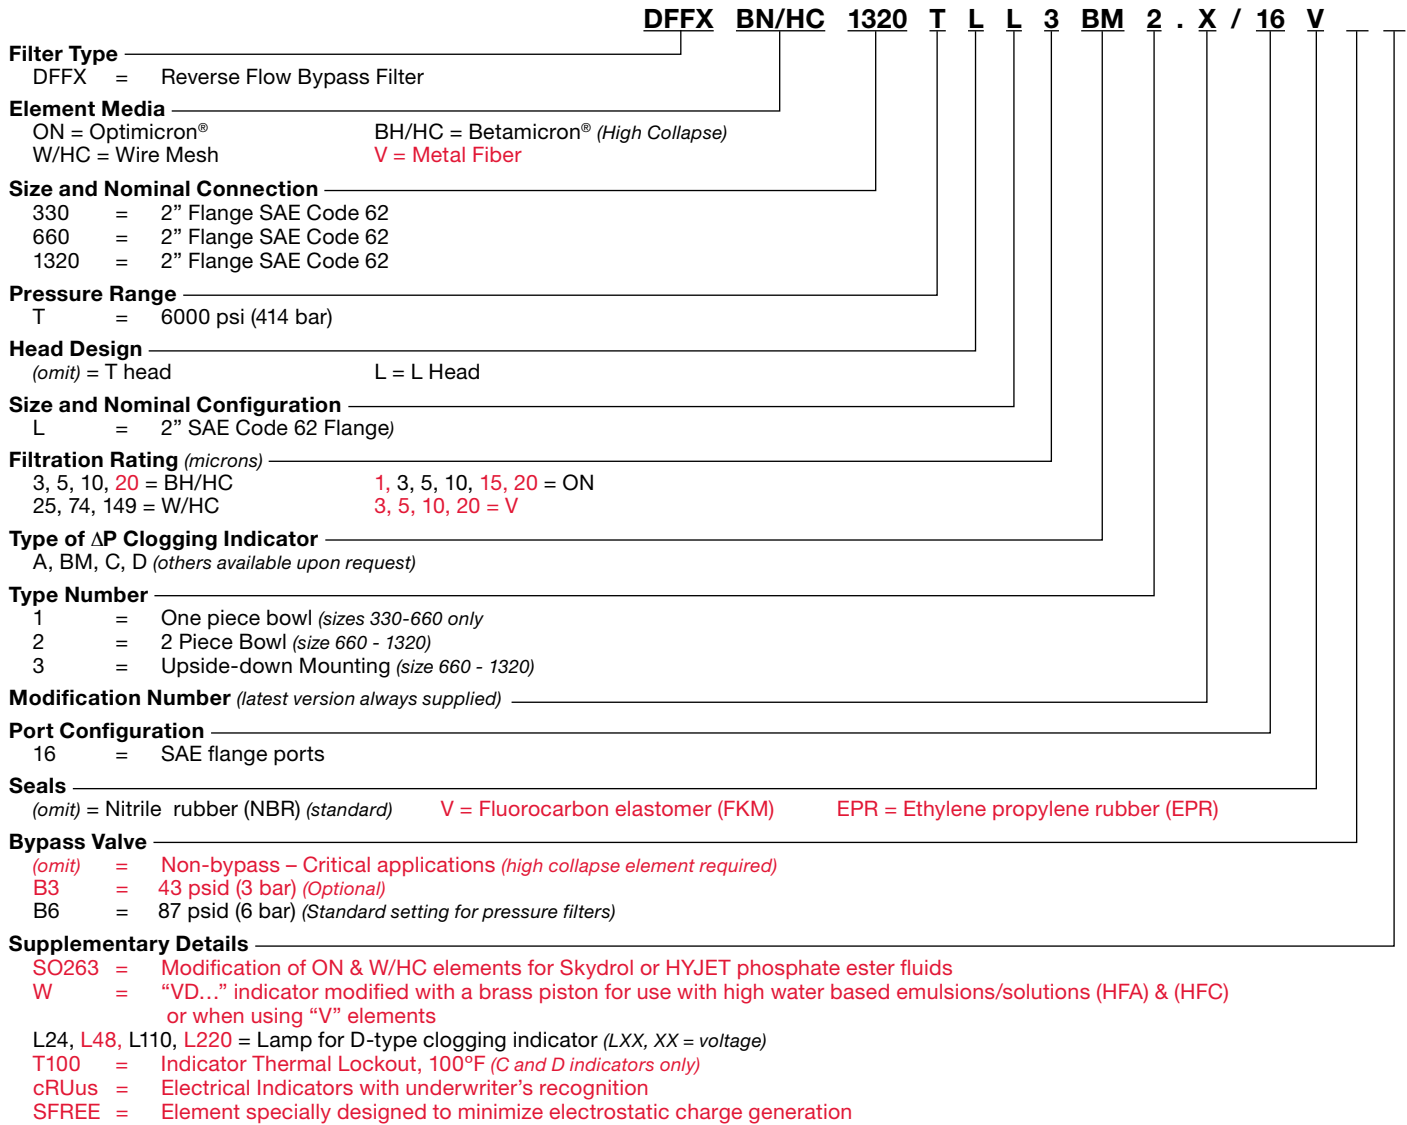 DFFX BN/HC 1320 T L L 3 BM 2 . X / 16 V
Filter Type
DFFX = Reverse Flow Bypass Filter
Element Media
ON = Optimicron® BH/HC = Betamicron® (High Collapse)
W/HC = Wire Mesh V = Metal Fiber
Size and Nominal Connection
330 = 2” Flange SAE Code 62
660 = 2” Flange SAE Code 62
1320 = 2” Flange SAE Code 62
Pressure Range
T = 6000 psi (414 bar)
Head Design
(omit) = T head L = L Head
Size and Nominal Configuration
L = 2” SAE Code 62 Flange)
Filtration Rating (microns)
3, 5, 10, 20 = BH/HC 1, 3, 5, 10, 15, 20 = ON
25, 74, 149 = W/HC 3, 5, 10, 20 = V
Type of ΔP Clogging Indicator
A, BM, C, D (others available upon request)
Type Number
1 = One piece bowl (sizes 330-660 only
2 = 2 Piece Bowl (size 660 - 1320)
3 = Upside-down Mounting (size 660 - 1320)
Modification Number (latest version always supplied)
Port Configuration
16 = SAE flange ports
Seals
(omit) = Nitrile rubber (NBR) (standard) V = Fluorocarbon elastomer (FKM) EPR = Ethylene propylene rubber (EPR)
Bypass Valve
(omit) = Non-bypass – Critical applications (high collapse element required)
B3 = 43 psid (3 bar) (Optional)
B6 = 87 psid (6 bar) (Standard setting for pressure filters)
Supplementary Details
SO263 = Modification of ON & W/HC elements for Skydrol or HYJET phosphate ester fluids
W = “VD…” indicator modified with a brass piston for use with high water based emulsions/solutions (HFA) & (HFC)
or when using “V” elements
L24, L48, L110, L220 = Lamp for D-type clogging indicator (LXX, XX = voltage)
T100 = Indicator Thermal Lockout, 100ºF (C and D indicators only)
cRUus = Electrical Indicators with underwriter’s recognition
SFREE = Element specially designed to minimize electrostatic charge generation